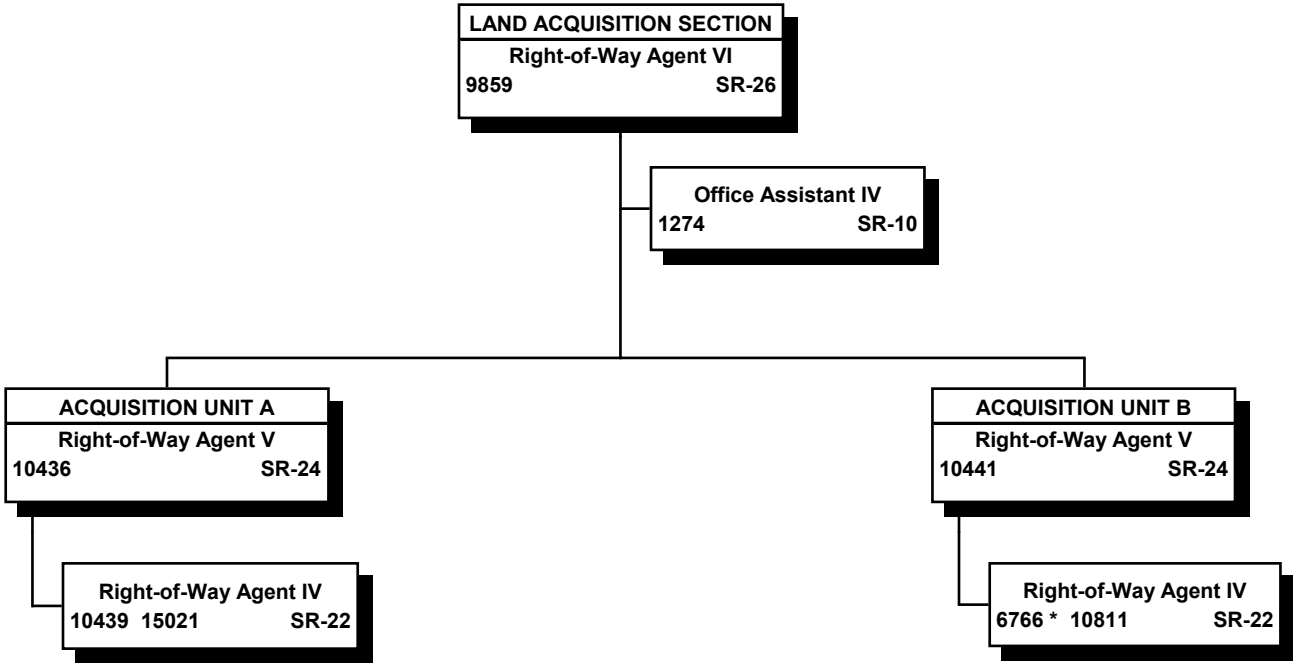 LAND ACQUISITION SECTION
Right-of-Way Agent VI
9859 SR-26
Office Assistant IV
1274 SR-10
ACQUISITION UNIT A
Right-of-Way Agent V
10436 SR-24
Right-of-Way Agent IV
10439 15021 SR-22
ACQUISITION UNIT B
Right-of-Way Agent V
10441 SR-24
Right-of-Way Agent IV
6766 * 10811 SR-22